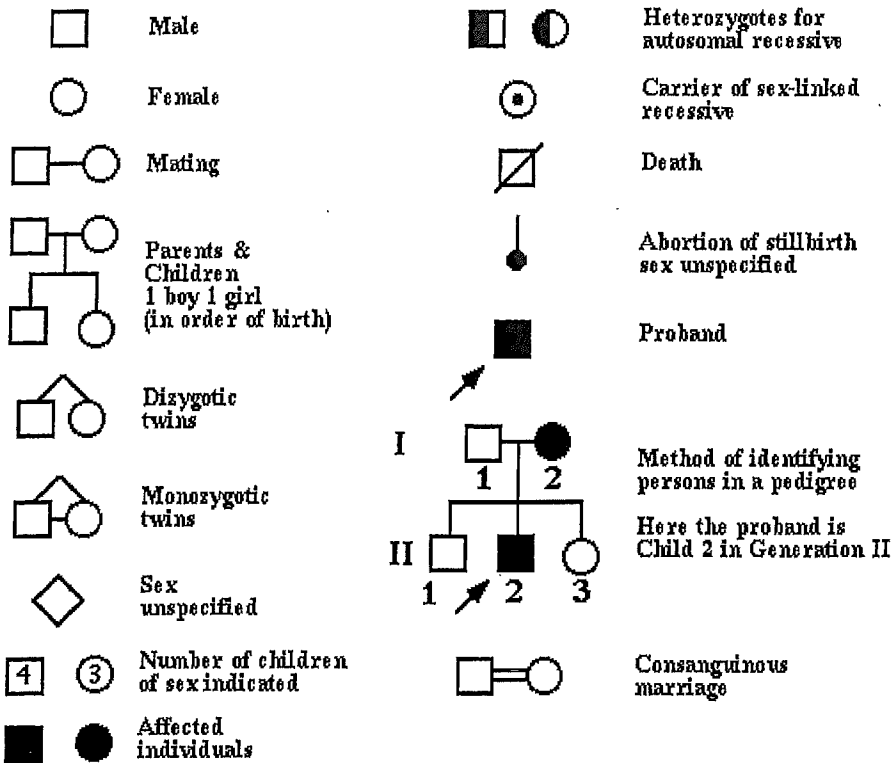 Male
Female
Mating
Parents &
Children
1 boy 1 girl
(in order of birth)
Dizygotic
twins
Monozygotic
twins
Sex
unspecified
4
3
Number of children
of sex indicated
Affected
individuals
Heterozygotes for
autosomal recessive
Carrier of sex-linked
recessive
Death
Abortion of stillbirth
sex unspecified
Proband
I
1
2
II
1
2
3
Method of identifying
persons in a pedigree
Here the proband is
Child 2 in Generation II
Consanguinous
marriage